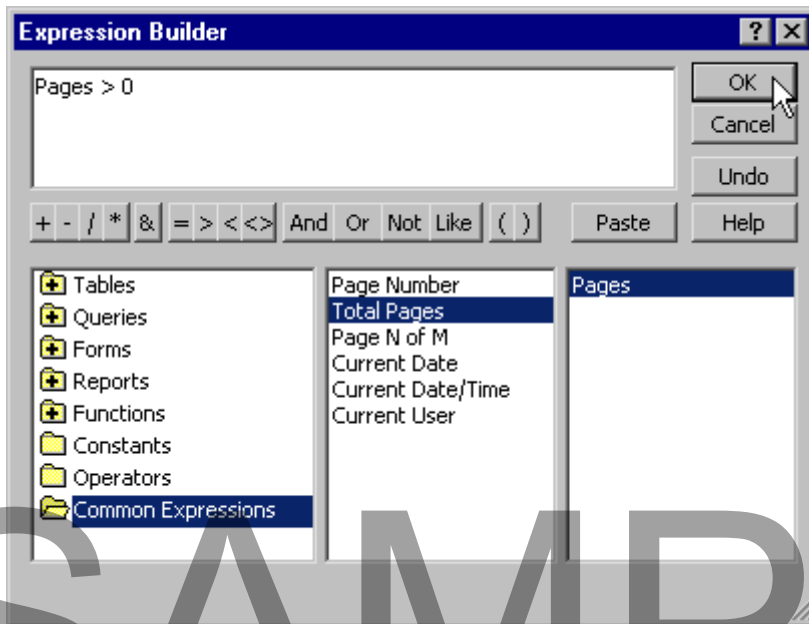 Expression Builder
Pages > 0
OK
Cancel
Undo
+ - / * & = > < <> And Or Not Like ( ) Paste Help
Tables
Queries
Forms
Reports
Functions
Constants
Operators
Common Expressions
Page Number
Total Pages
Page N of M
Current Date
Current Date/Time
Current User
Pages
SAMP